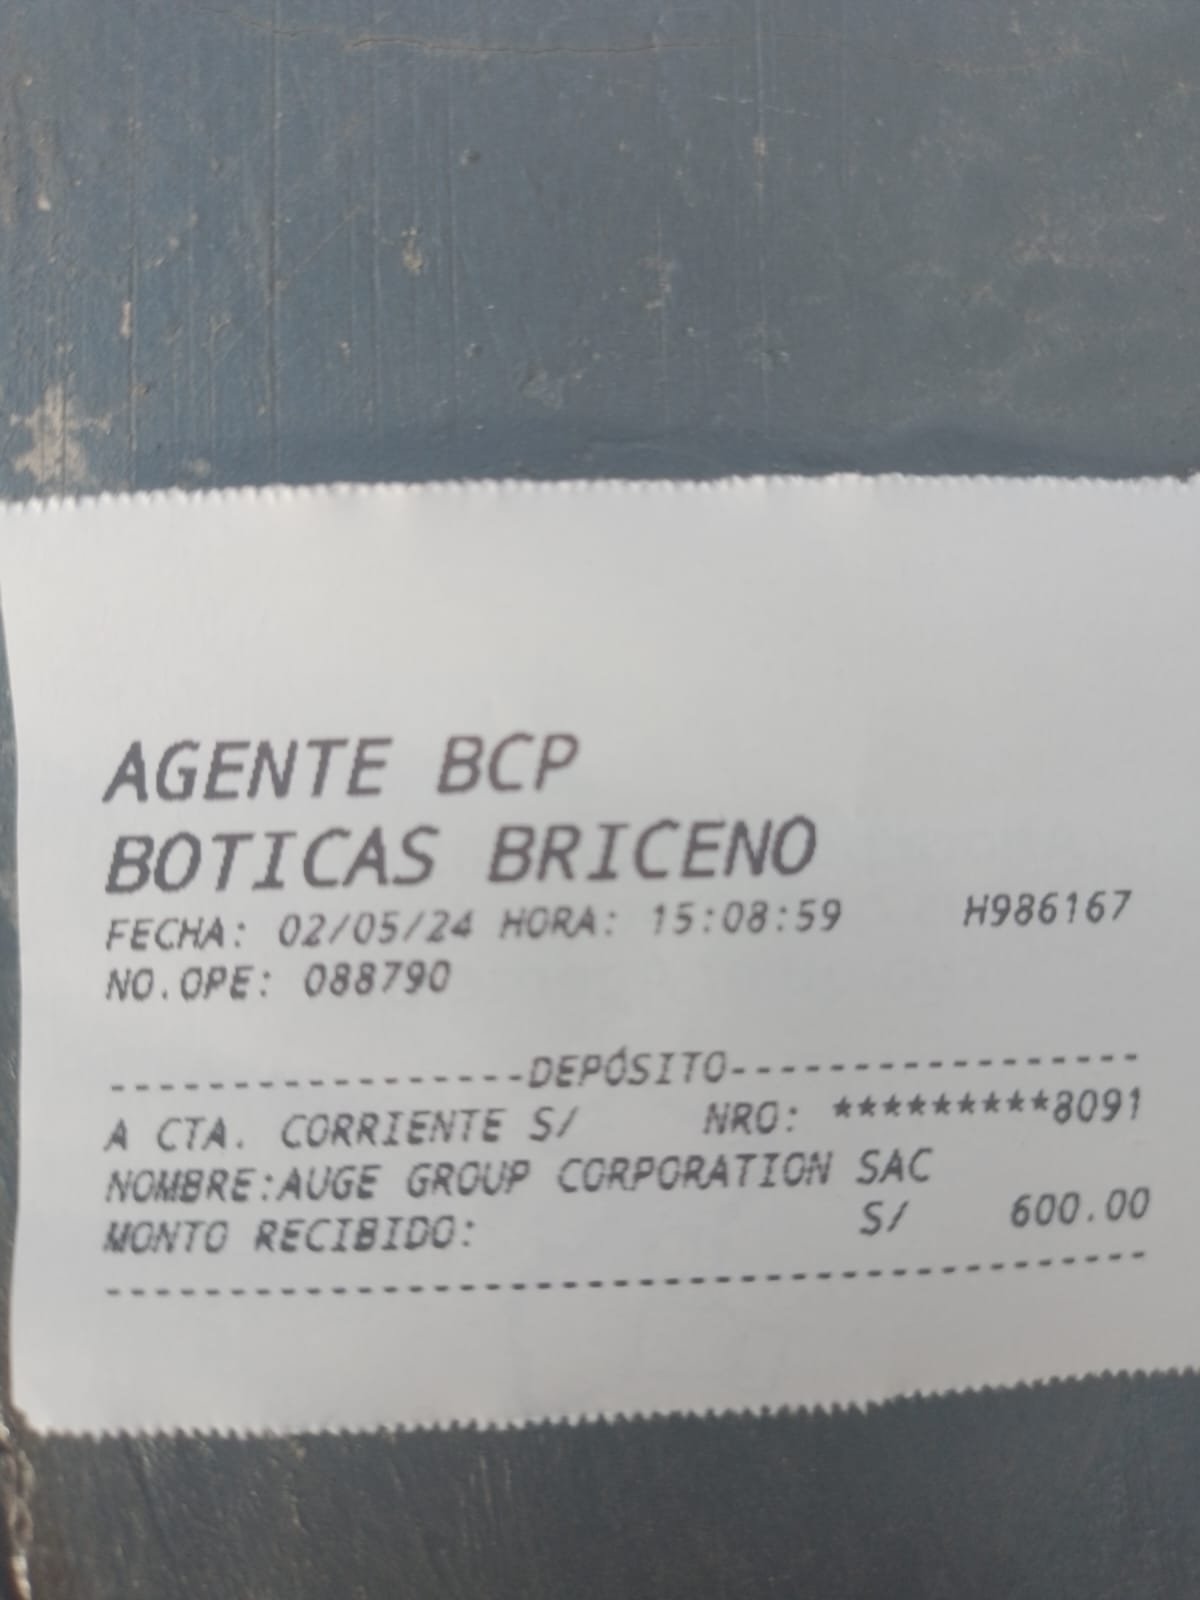 AGENTE BCP
BOTICAS BRICENO
FECHA: 02/05/24 HORA: 15:08:59 H986167
NO.OPE: 088790
----------------DEPÓSITO-----------------
A CTA. CORRIENTE S/ NRO: *********8091
NOMBRE:AUGE GROUP CORPORATION SAC
MONTO RECIBIDO: S/ 600.00
------------------------------------------